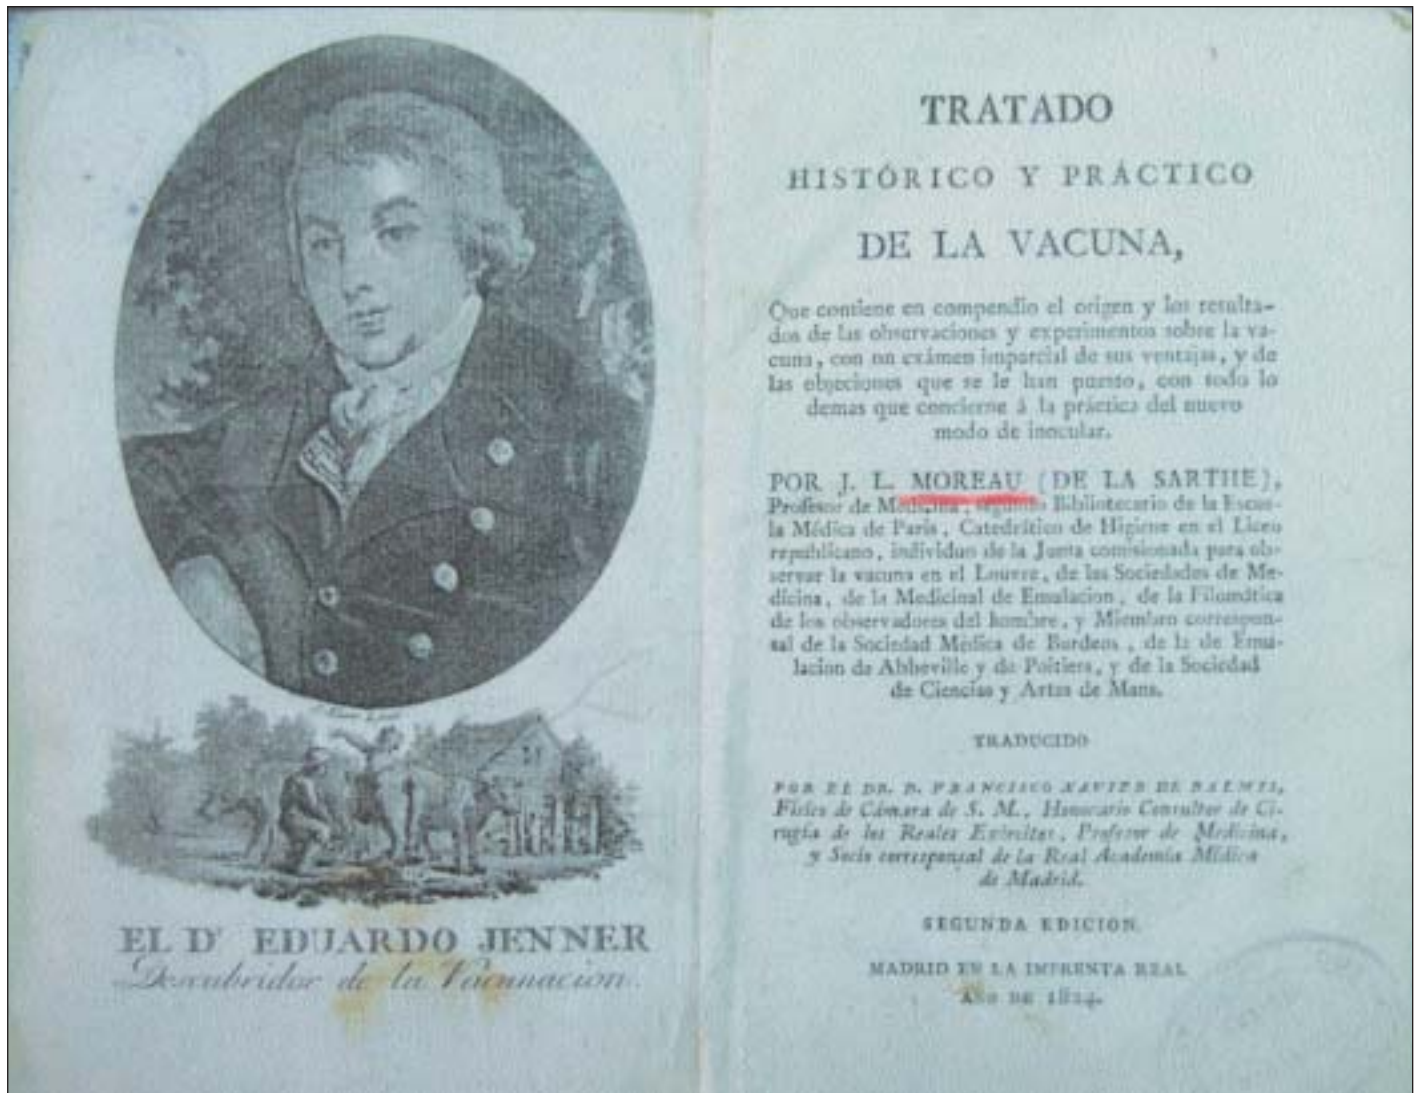 EL Dr EDUARDO JENNER
Descubridor de la Vacunacion.
TRATADO
HISTÓRICO Y PRÁCTICO
DE LA VACUNA,
Que contiene en compendio el origen y los resulta-
dos de las observaciones y experimentos sobre la va-
cuna, con un exámen imparcial de sus ventajas, y de
las objeciones que se le han puesto, con todo lo
demas que concierne á la práctica del nuevo
modo de inocular.
POR J. L. MOREAU (DE LA SARTHE),
Profesor de Medicina, segundo Bibliotecario de la Escue-
la Médica de Paris, Catedrático de Higiene en el Liceo
republicano, individuo de la Junta comisionada para ob-
servar la vacuna en el Louvre, de las Sociedades de Me-
dicina, de la Medicinal de Emulacion, de la Filomática
de los observadores del hombre, y Miembro correspon-
sal de la Sociedad Médica de Burdeos, de la de Emu-
lacion de Abbeville y de Poitiers, y de la Sociedad
de Ciencias y Artes de Mans.
TRADUCIDO
POR EL DR. D. FRANCISCO XAVIER DE BALMIS,
Físico de Cámara de S. M., Honorario Consultor de Ci-
rugía de los Reales Exércitos, Profesor de Medicina,
y Socio corresponsal de la Real Academia Médica
de Madrid.
SEGUNDA EDICION.
MADRID EN LA IMPRENTA REAL
AÑO DE 1824.